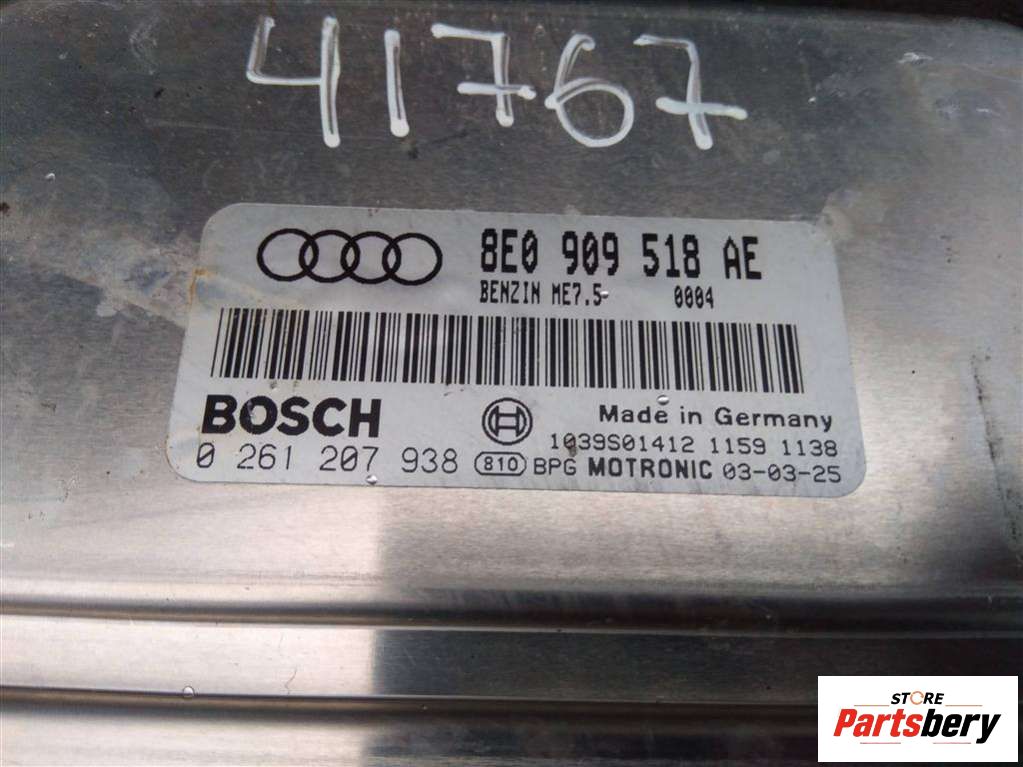 41767
8E0 909 518 AE
BENZIN ME7.5 0004
BOSCH
Made in Germany
1039S01412 1159 1138
0 261 207 938 810 BPG MOTRONIC 03-03-25
STORE
Partsbery